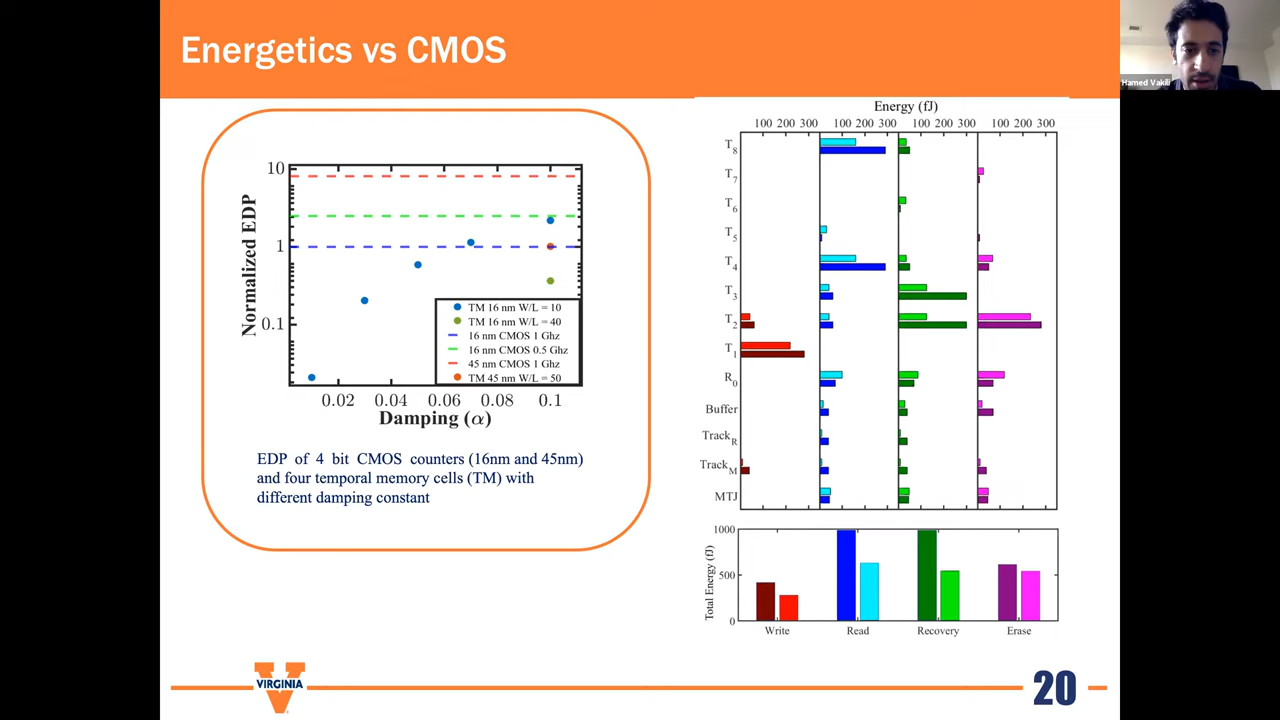 Energetics vs CMOS
Hamed Vakili
Normalized EDP
10
1
0.1
TM 16 nm W/L = 10
TM 16 nm W/L = 40
16 nm CMOS 1 Ghz
16 nm CMOS 0.5 Ghz
45 nm CMOS 1 Ghz
TM 45 nm W/L = 50
0.02 0.04 0.06 0.08 0.1
Damping (α)
EDP of 4 bit CMOS counters (16nm and 45nm)
and four temporal memory cells (TM) with
different damping constant
Energy (fJ)
100 200 300 100 200 300 100 200 300 100 200 300
T8
T7
T6
T5
T4
T3
T2
T1
R0
Buffer
TrackR
TrackM
MTJ
Total Energy (fJ)
1000
500
0
Write Read Recovery Erase
VIRGINIA
20